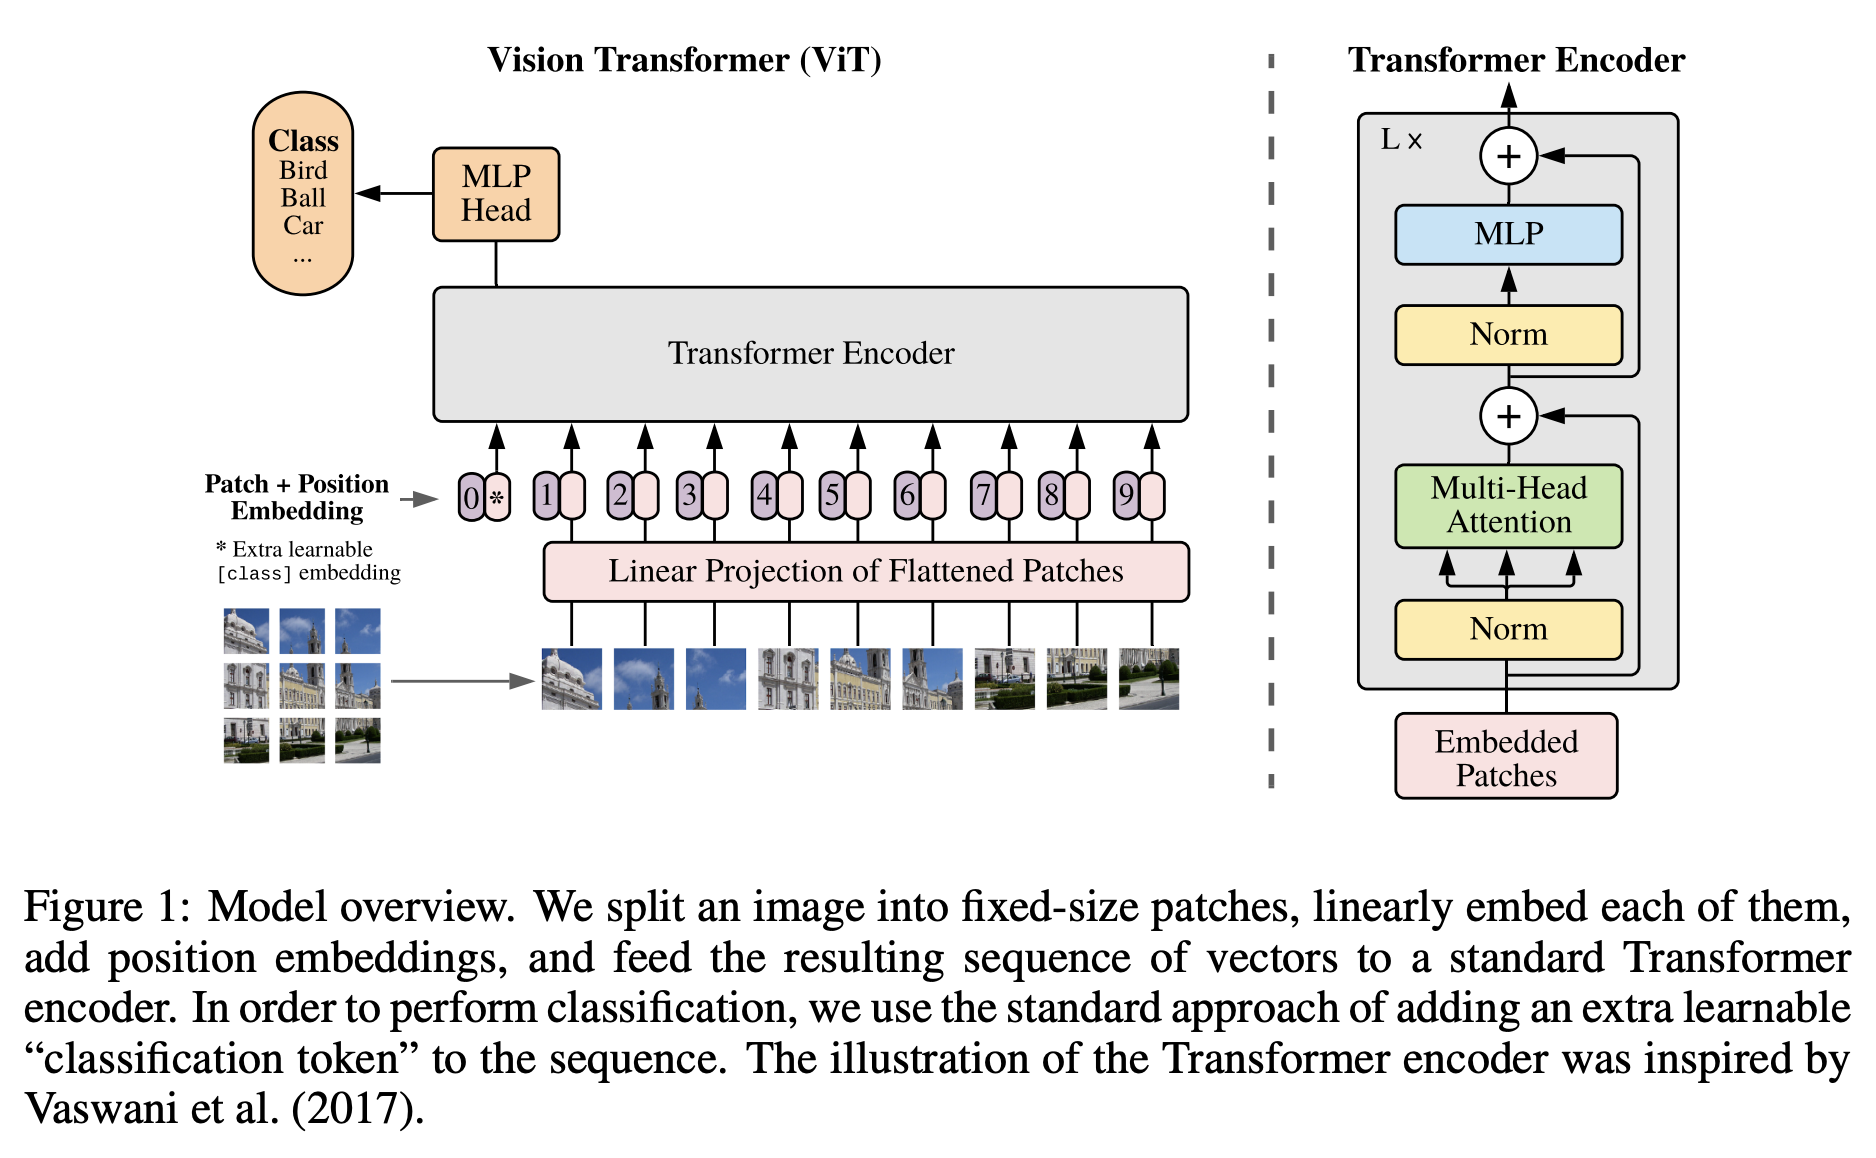 Vision Transformer (ViT)
Class
Bird
Ball
Car
...
MLP
Head
Transformer Encoder
Patch + Position
Embedding
0 * 1 2 3 4 5 6 7 8 9
* Extra learnable
[class] embedding
Linear Projection of Flattened Patches
Transformer Encoder
L ×
+
MLP
Norm
+
Multi-Head
Attention
Norm
Embedded
Patches
Figure 1: Model overview. We split an image into fixed-size patches, linearly embed each of them,
add position embeddings, and feed the resulting sequence of vectors to a standard Transformer
encoder. In order to perform classification, we use the standard approach of adding an extra learnable
“classification token” to the sequence. The illustration of the Transformer encoder was inspired by
Vaswani et al. (2017).